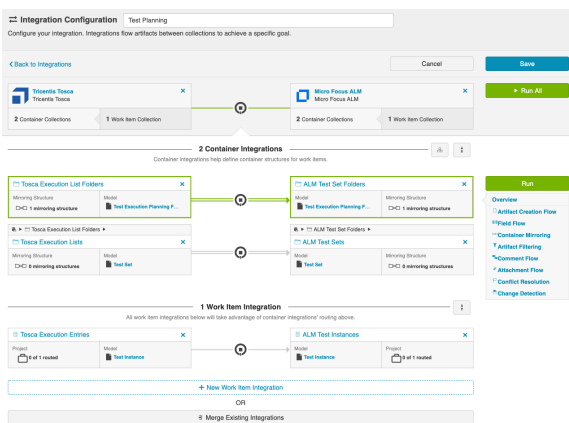 Integration Configuration Test Planning
Configure your integration. Integrations flow artifacts between collections to achieve a specific goal.
Back to Integrations
Cancel
Save
Tricentis Tosca
Tricentis Tosca
Micro Focus ALM
Micro Focus ALM
Run All
2 Container Collections
1 Work Item Collection
2 Container Collections
1 Work Item Collection
2 Container Integrations
Container integrations help define container structures for work items.
Tosca Execution List Folders
ALM Test Set Folders
Run
Mirroring Structure
Model
Model
Mirroring Structure
1 mirroring structure
Test Execution Planning F...
Test Execution Planning F...
1 mirroring structure
Overview
Artifact Creation Flow
Field Flow
Container Mirroring
Artifact Filtering
Comment Flow
Attachment Flow
Conflict Resolution
Change Detection
Tosca Execution List Folders
ALM Test Set Folders
Tosca Execution Lists
ALM Test Sets
Mirroring Structure
Model
Model
Mirroring Structure
0 mirroring structures
Test Set
Test Set
0 mirroring structures
1 Work Item Integration
All work item integrations below will take advantage of container integrations' routing above.
Tosca Execution Entries
ALM Test Instances
Project
Model
Model
Project
0 of 1 routed
Test Instance
Test Instance
0 of 1 routed
+ New Work Item Integration
OR
Merge Existing Integrations